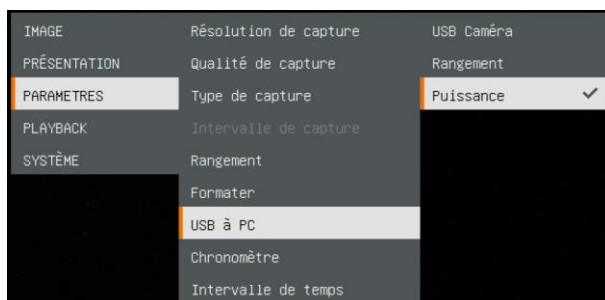 IMAGE
PRÉSENTATION
PARAMETRES
PLAYBACK
SYSTÈME
Résolution de capture
Qualité de capture
Type de capture
Intervalle de capture
Rangement
Formater
USB à PC
Chronomètre
Intervalle de temps
USB Caméra
Rangement
Puissance